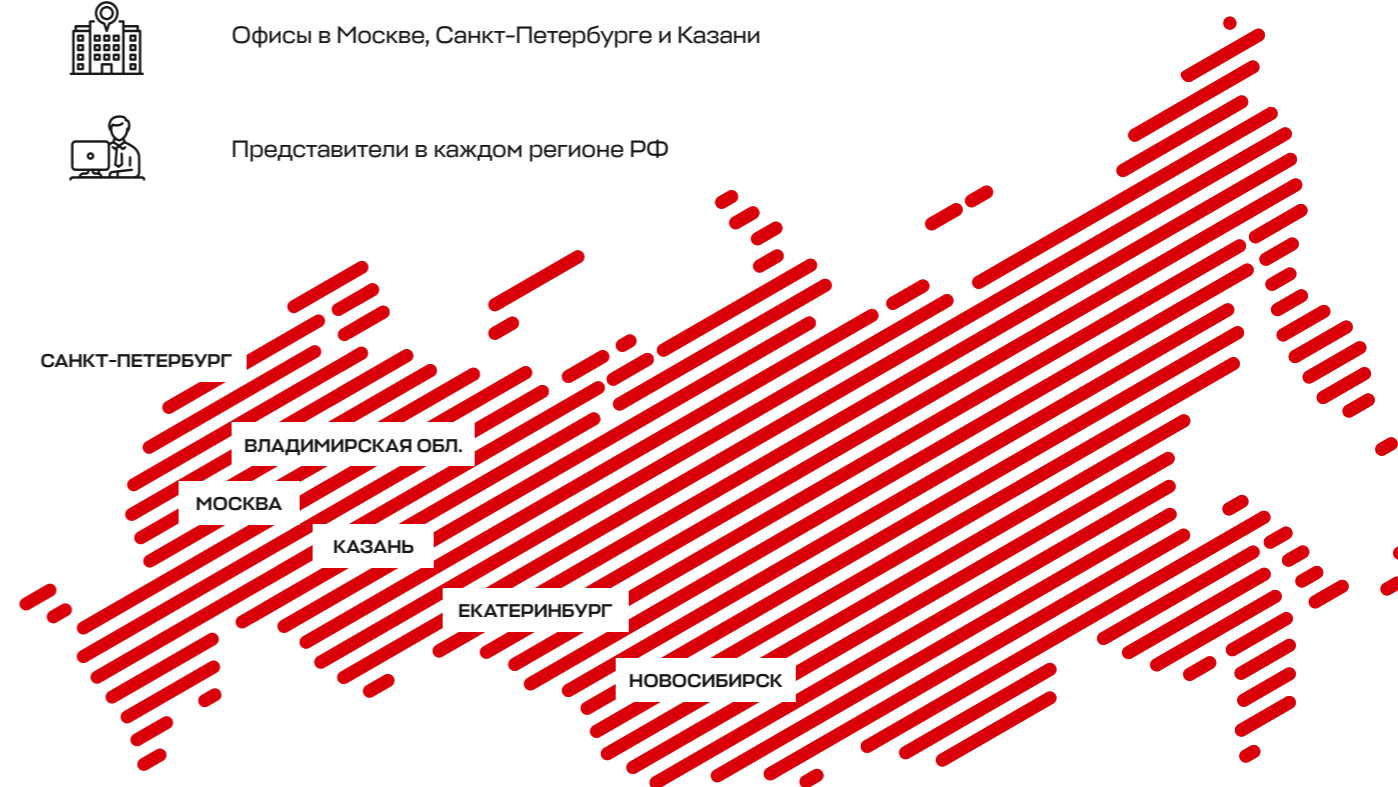 Офисы в Москве, Санкт-Петербурге и Казани
Представители в каждом регионе РФ
САНКТ-ПЕТЕРБУРГ
ВЛАДИМИРСКАЯ ОБЛ.
МОСКВА
КАЗАНЬ
ЕКАТЕРИНБУРГ
НОВОСИБИРСК